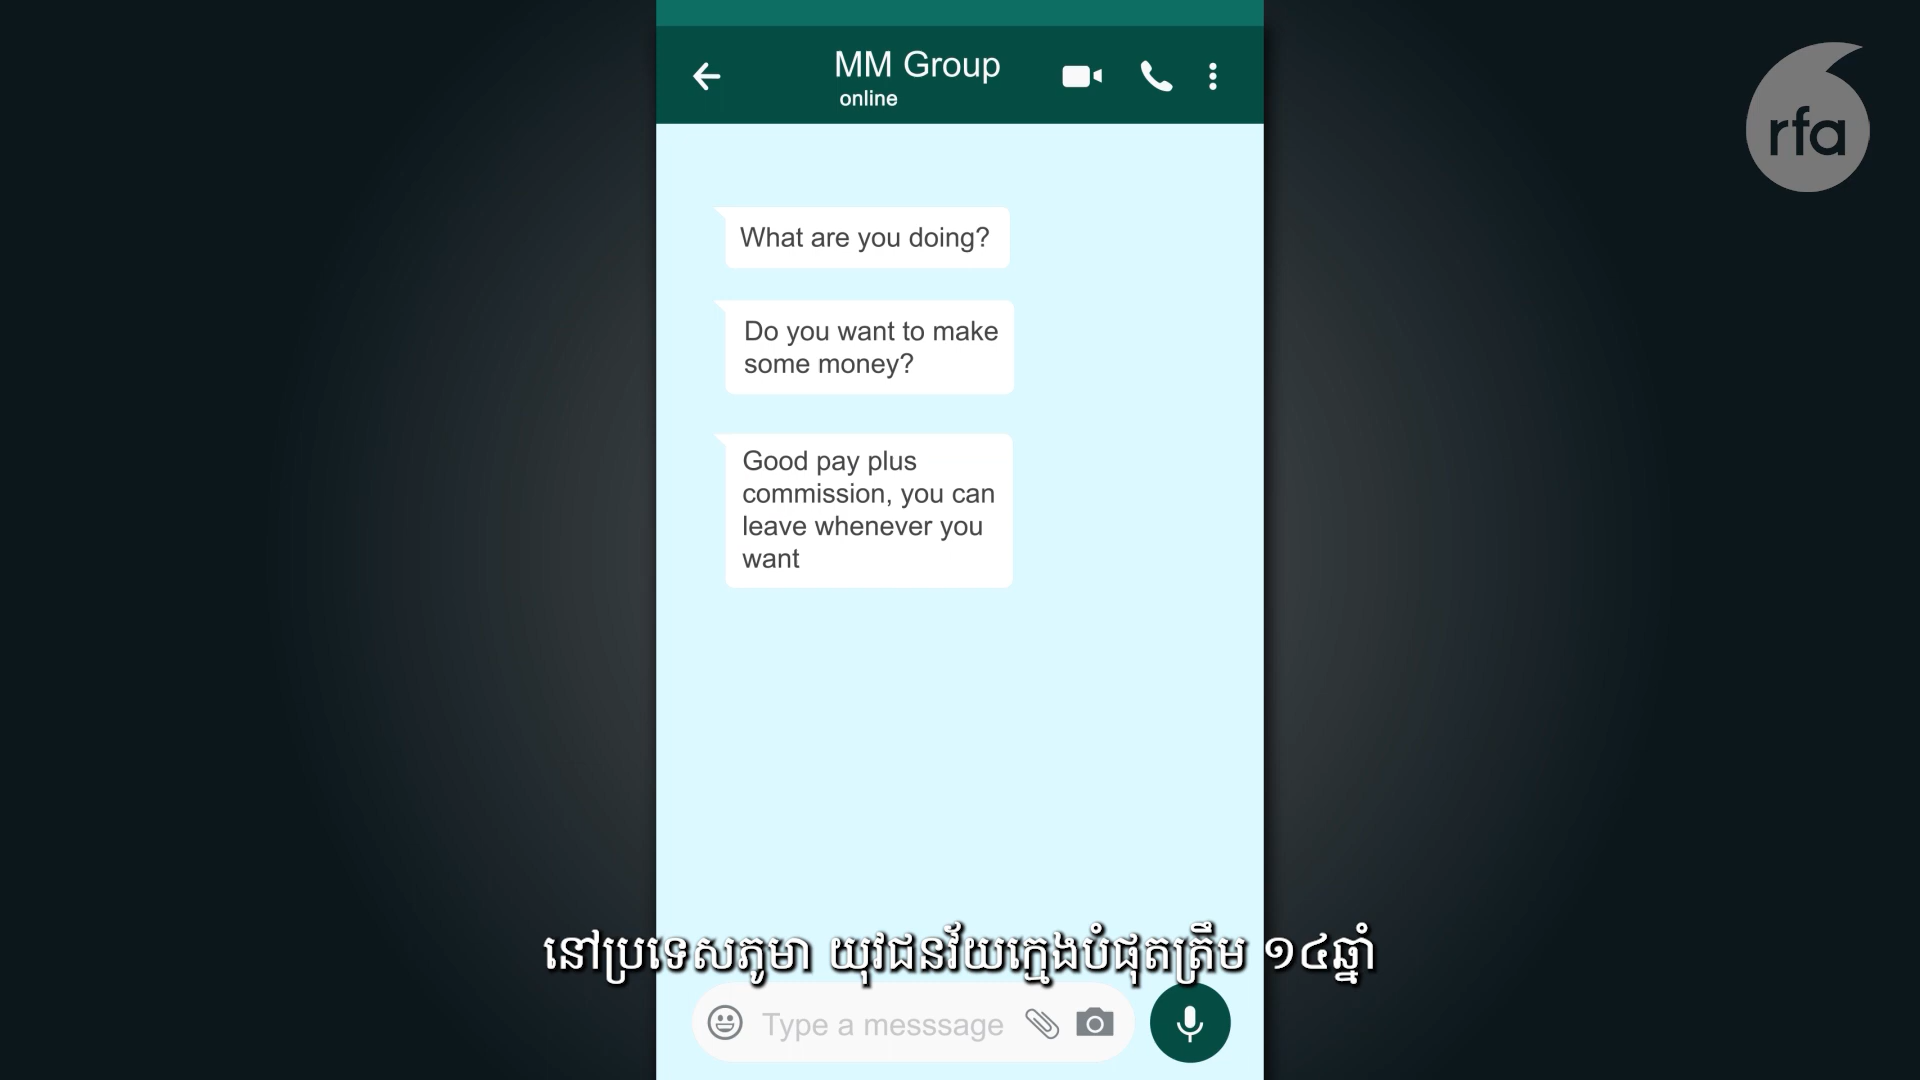 MM Group
online
rfa
What are you doing?
Do you want to make
some money?
Good pay plus
commission, you can
leave whenever you
want
នៅប្រទេសភូមា យុវជនវ័យក្មេងបំផុតត្រឹម ១៤ឆ្នាំ
Type a messsage